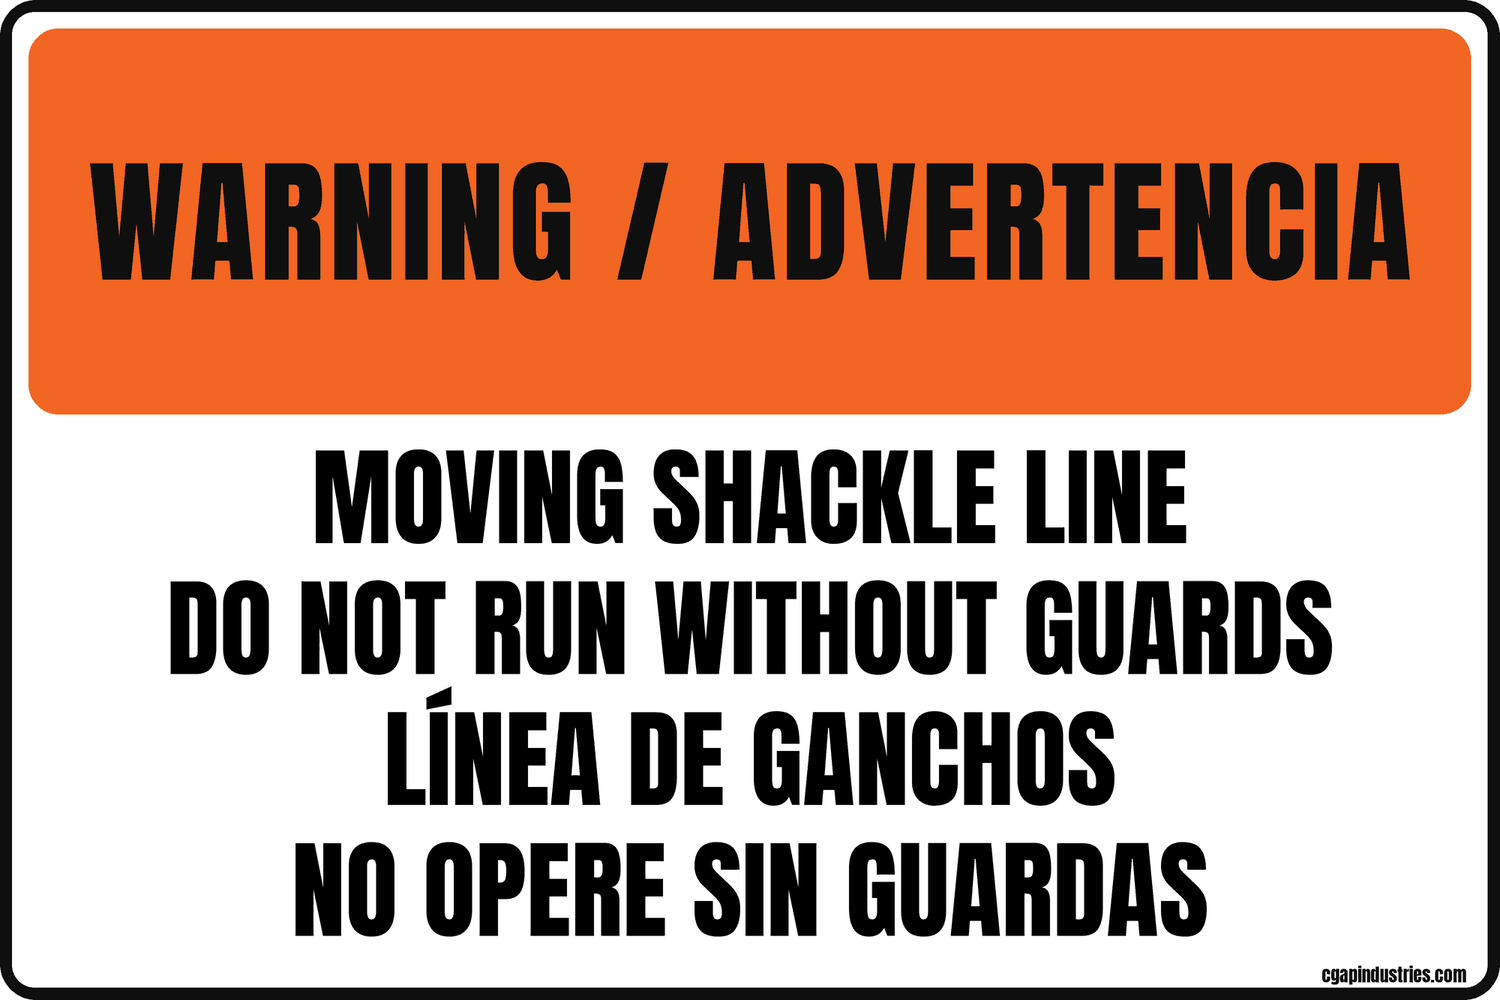 WARNING / ADVERTENCIA
MOVING SHACKLE LINE
DO NOT RUN WITHOUT GUARDS
LÍNEA DE GANCHOS
NO OPERE SIN GUARDAS
cgapindustries.com